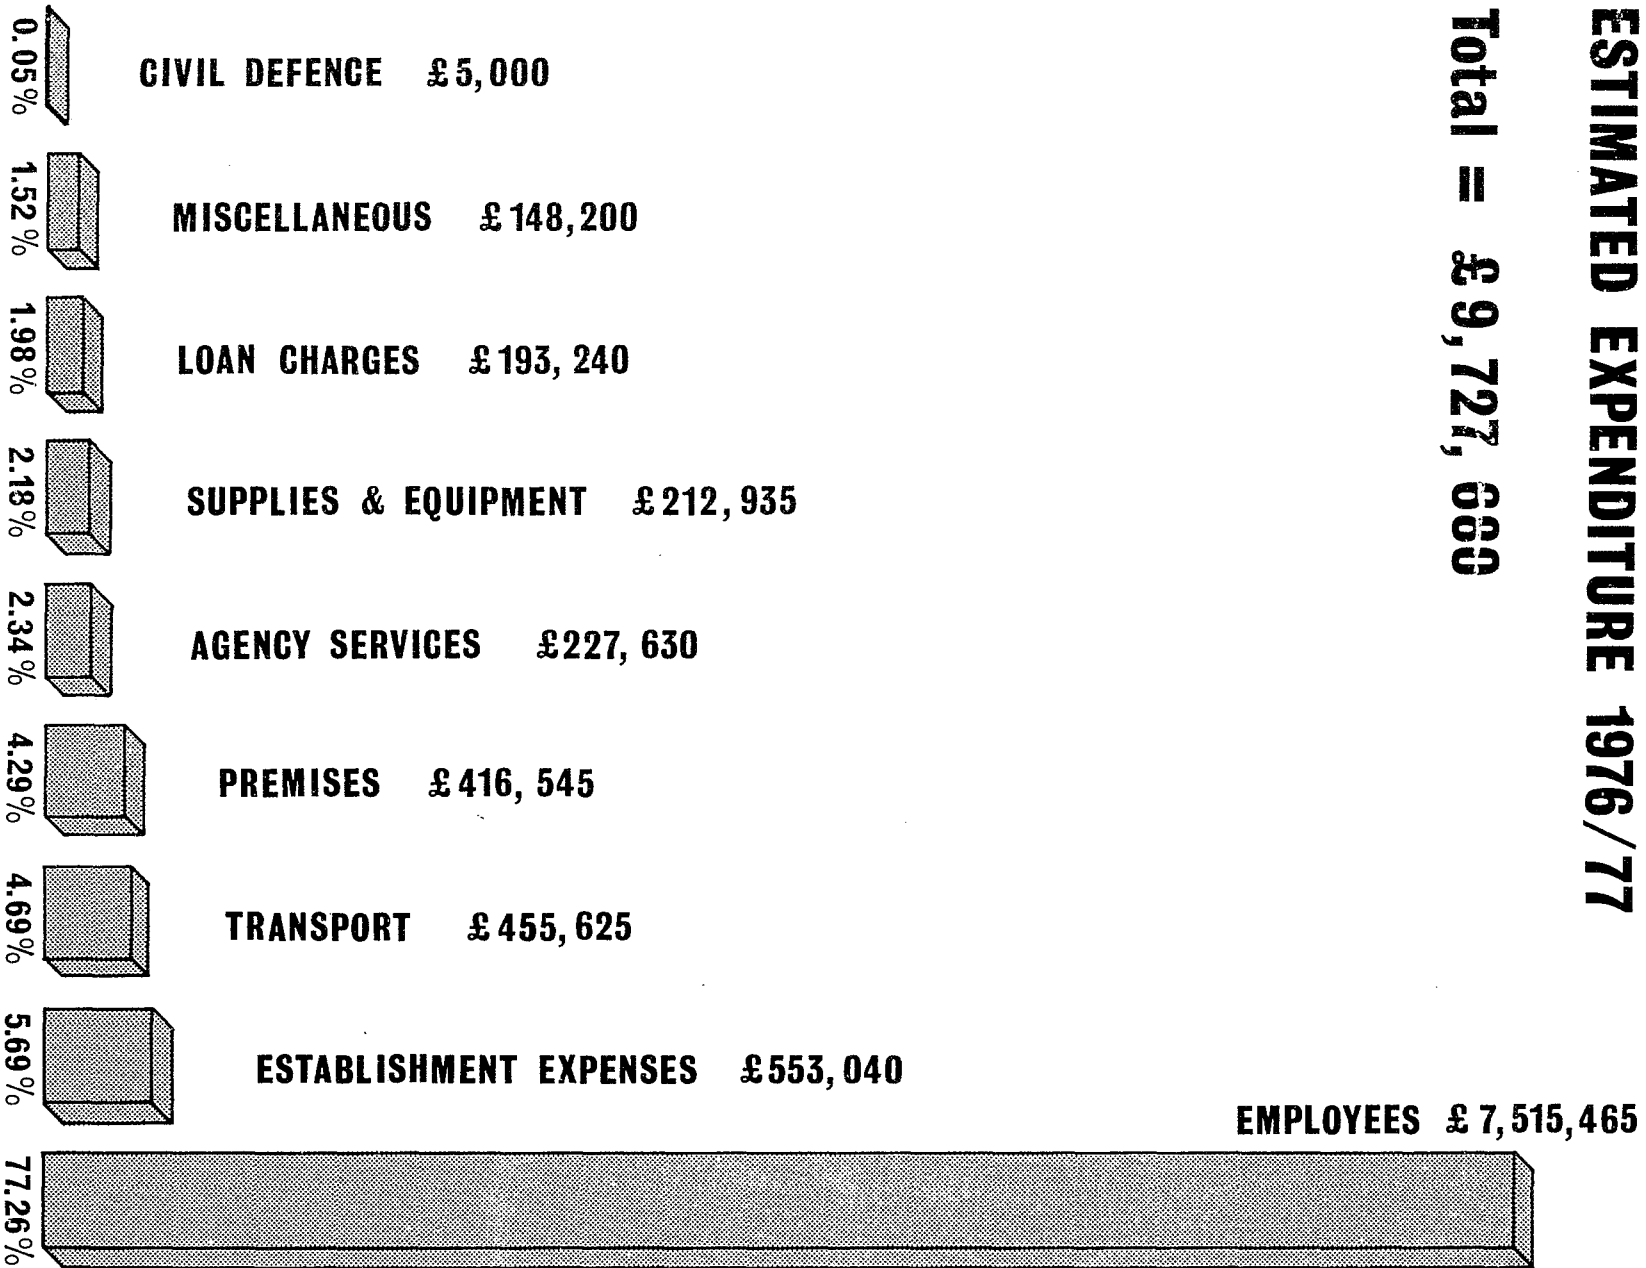 ESTIMATED EXPENDITURE 1976/77
Total = £9,727,680
0.05% CIVIL DEFENCE £5,000
1.52% MISCELLANEOUS £148,200
1.98% LOAN CHARGES £193,240
2.18% SUPPLIES & EQUIPMENT £212,935
2.34% AGENCY SERVICES £227,630
4.29% PREMISES £416,545
4.69% TRANSPORT £455,625
5.69% ESTABLISHMENT EXPENSES £553,040
77.26% EMPLOYEES £7,515,465